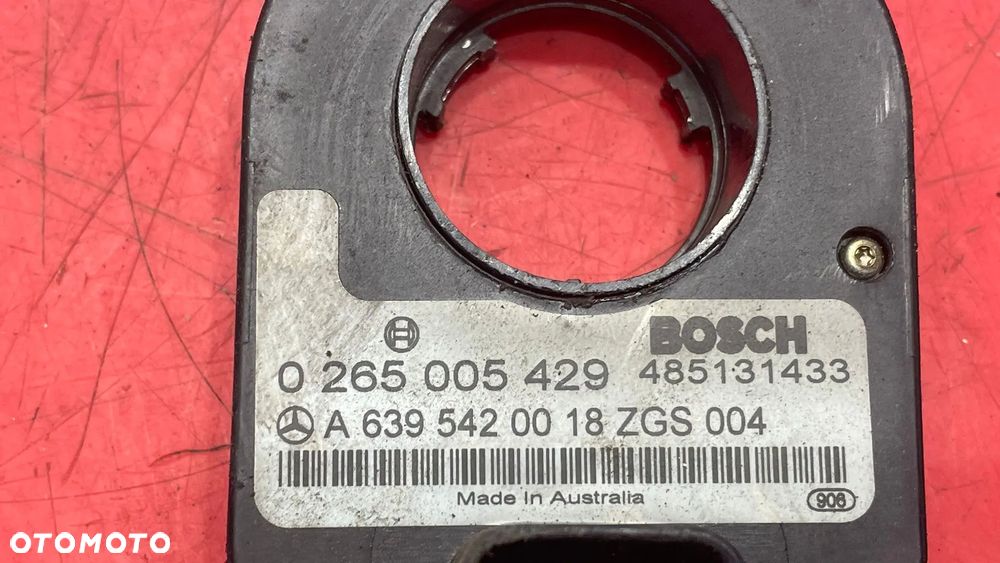 BOSCH
0 265 005 429 485131433
A 639 542 00 18 ZGS 004
Made In Australia
906
OTOMOTO